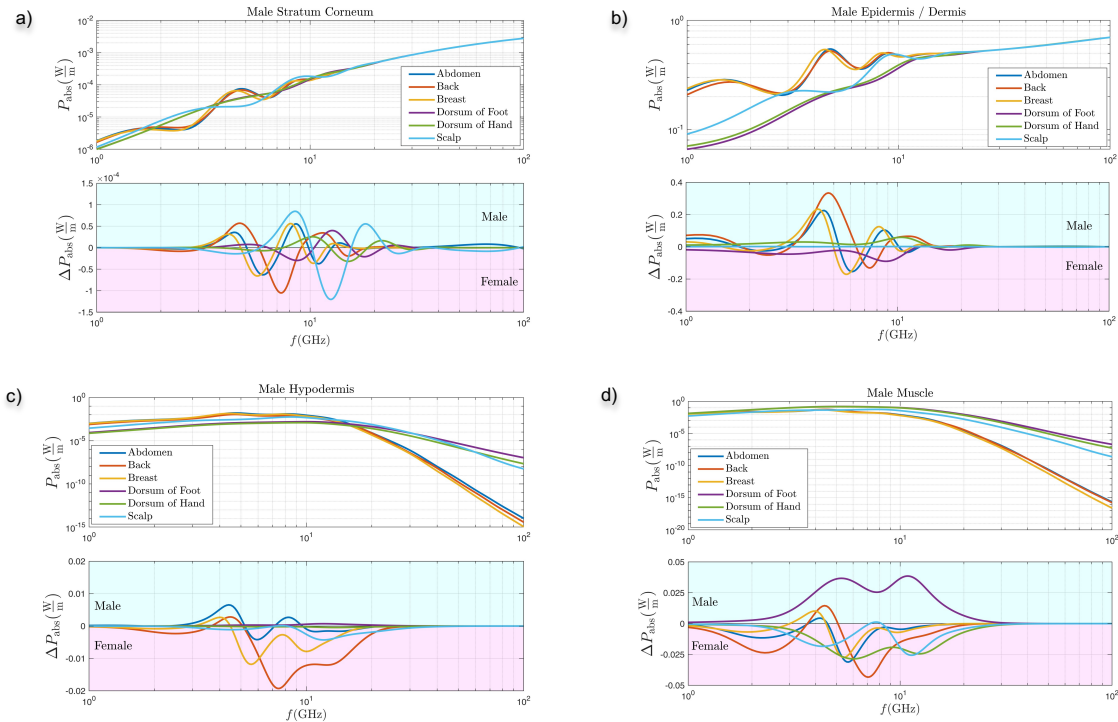 a)
Male Stratum Corneum
P_abs(W/m)
10^-2
10^-3
10^-4
10^-5
10^-6
Abdomen
Back
Breast
Dorsum of Foot
Dorsum of Hand
Scalp
10^0 10^1 10^2
×10^-4
ΔP_abs(W/m)
1.5
1
0.5
0
-0.5
-1
-1.5
Male
Female
10^0 10^1 10^2
f(GHz)
b)
Male Epidermis / Dermis
P_abs(W/m)
10^0
10^-1
Abdomen
Back
Breast
Dorsum of Foot
Dorsum of Hand
Scalp
10^0 10^1 10^2
ΔP_abs(W/m)
0.4
0.2
0
-0.2
-0.4
Male
Female
10^0 10^1 10^2
f(GHz)
c)
Male Hypodermis
P_abs(W/m)
10^0
10^-5
10^-10
10^-15
Abdomen
Back
Breast
Dorsum of Foot
Dorsum of Hand
Scalp
10^0 10^1 10^2
ΔP_abs(W/m)
0.02
0.01
0
-0.01
-0.02
Male
Female
10^0 10^1 10^2
f(GHz)
d)
Male Muscle
P_abs(W/m)
10^0
10^-5
10^-10
10^-15
10^-20
Abdomen
Back
Breast
Dorsum of Foot
Dorsum of Hand
Scalp
10^0 10^1 10^2
ΔP_abs(W/m)
0.05
0.025
0
-0.025
-0.05
Male
Female
10^0 10^1 10^2
f(GHz)